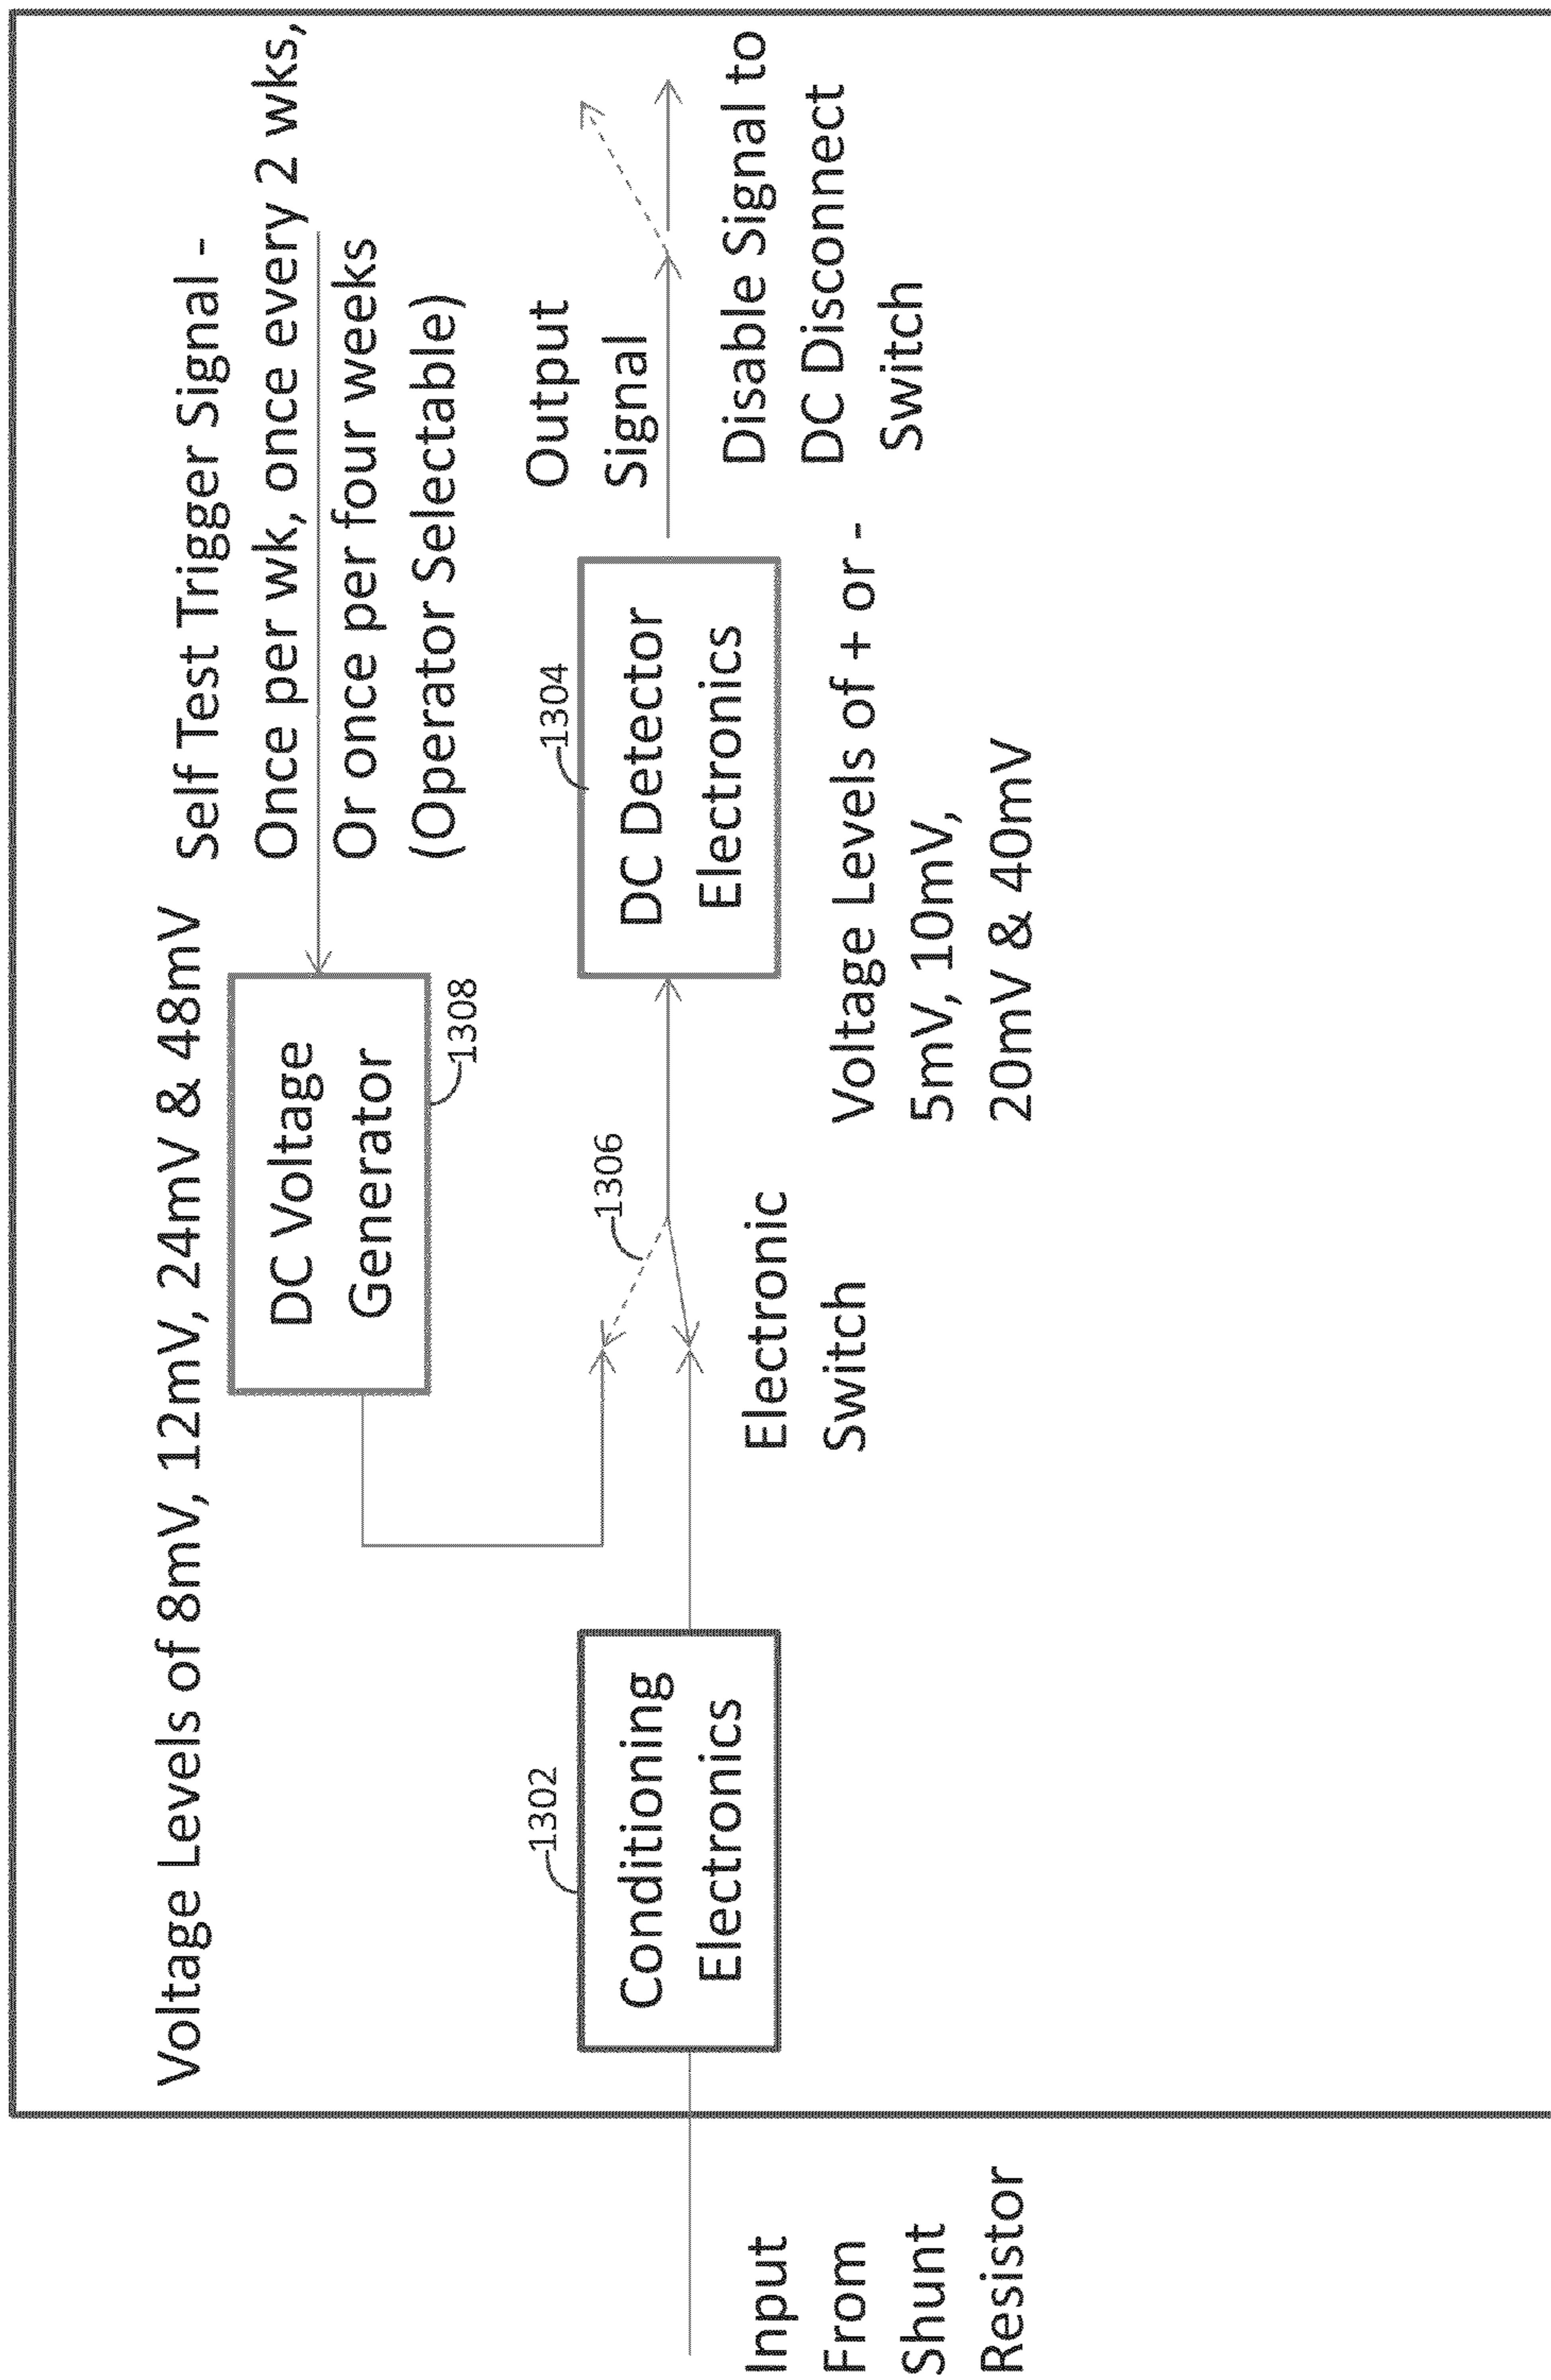 Voltage Levels of 8mV, 12mV, 24mV & 48mV
Self Test Trigger Signal -
Once per wk, once every 2 wks,
Or once per four weeks
(Operator Selectable)
DC Voltage
Generator
1308
1302
Conditioning
Electronics
1306
Electronic
Switch
1304
DC Detector
Electronics
Voltage Levels of + or -
5mV, 10mV,
20mV & 40mV
Output
Signal
Disable Signal to
DC Disconnect
Switch
Input
From
Shunt
Resistor